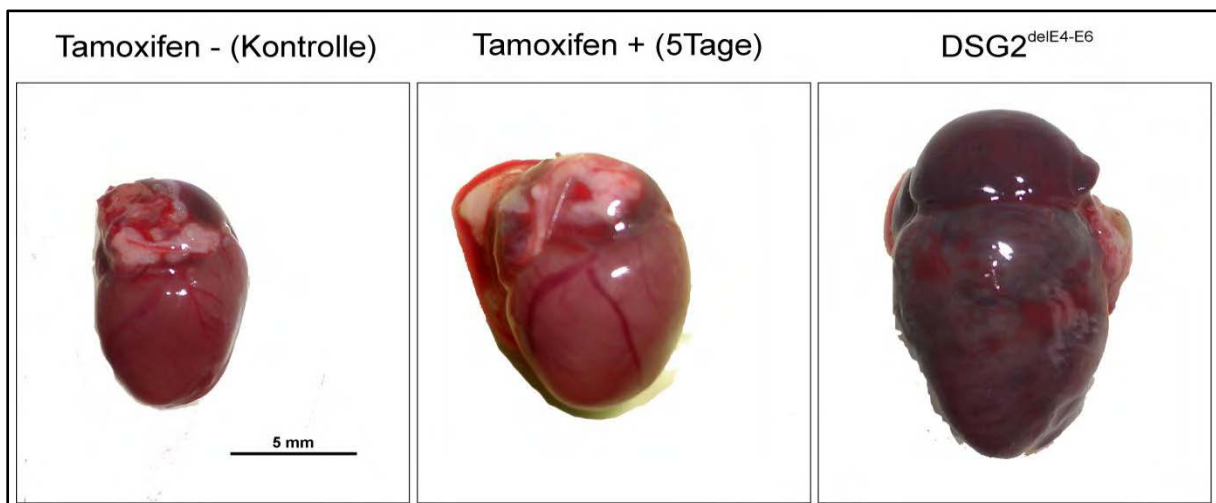 Tamoxifen - (Kontrolle)
Tamoxifen + (5Tage)
DSG2delE4-E6
5 mm